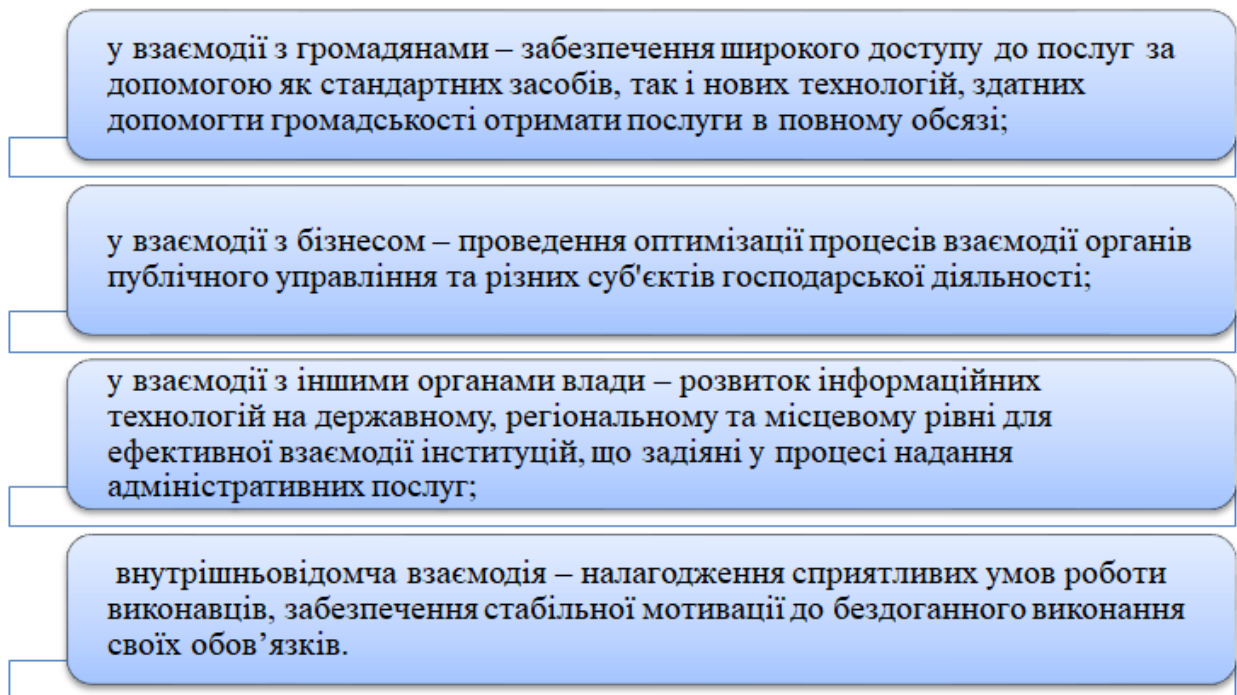 у взаємодії з громадянами – забезпечення широкого доступу до послуг за
допомогою як стандартних засобів, так і нових технологій, здатних
допомогти громадськості отримати послуги в повному обсязі;
у взаємодії з бізнесом – проведення оптимізації процесів взаємодії органів
публічного управління та різних суб'єктів господарської діяльності;
у взаємодії з іншими органами влади – розвиток інформаційних
технологій на державному, регіональному та місцевому рівні для
ефективної взаємодії інституцій, що задіяні у процесі надання
адміністративних послуг;
внутрішньовідомча взаємодія – налагодження сприятливих умов роботи
виконавців, забезпечення стабільної мотивації до бездоганного виконання
своїх обов’язків.